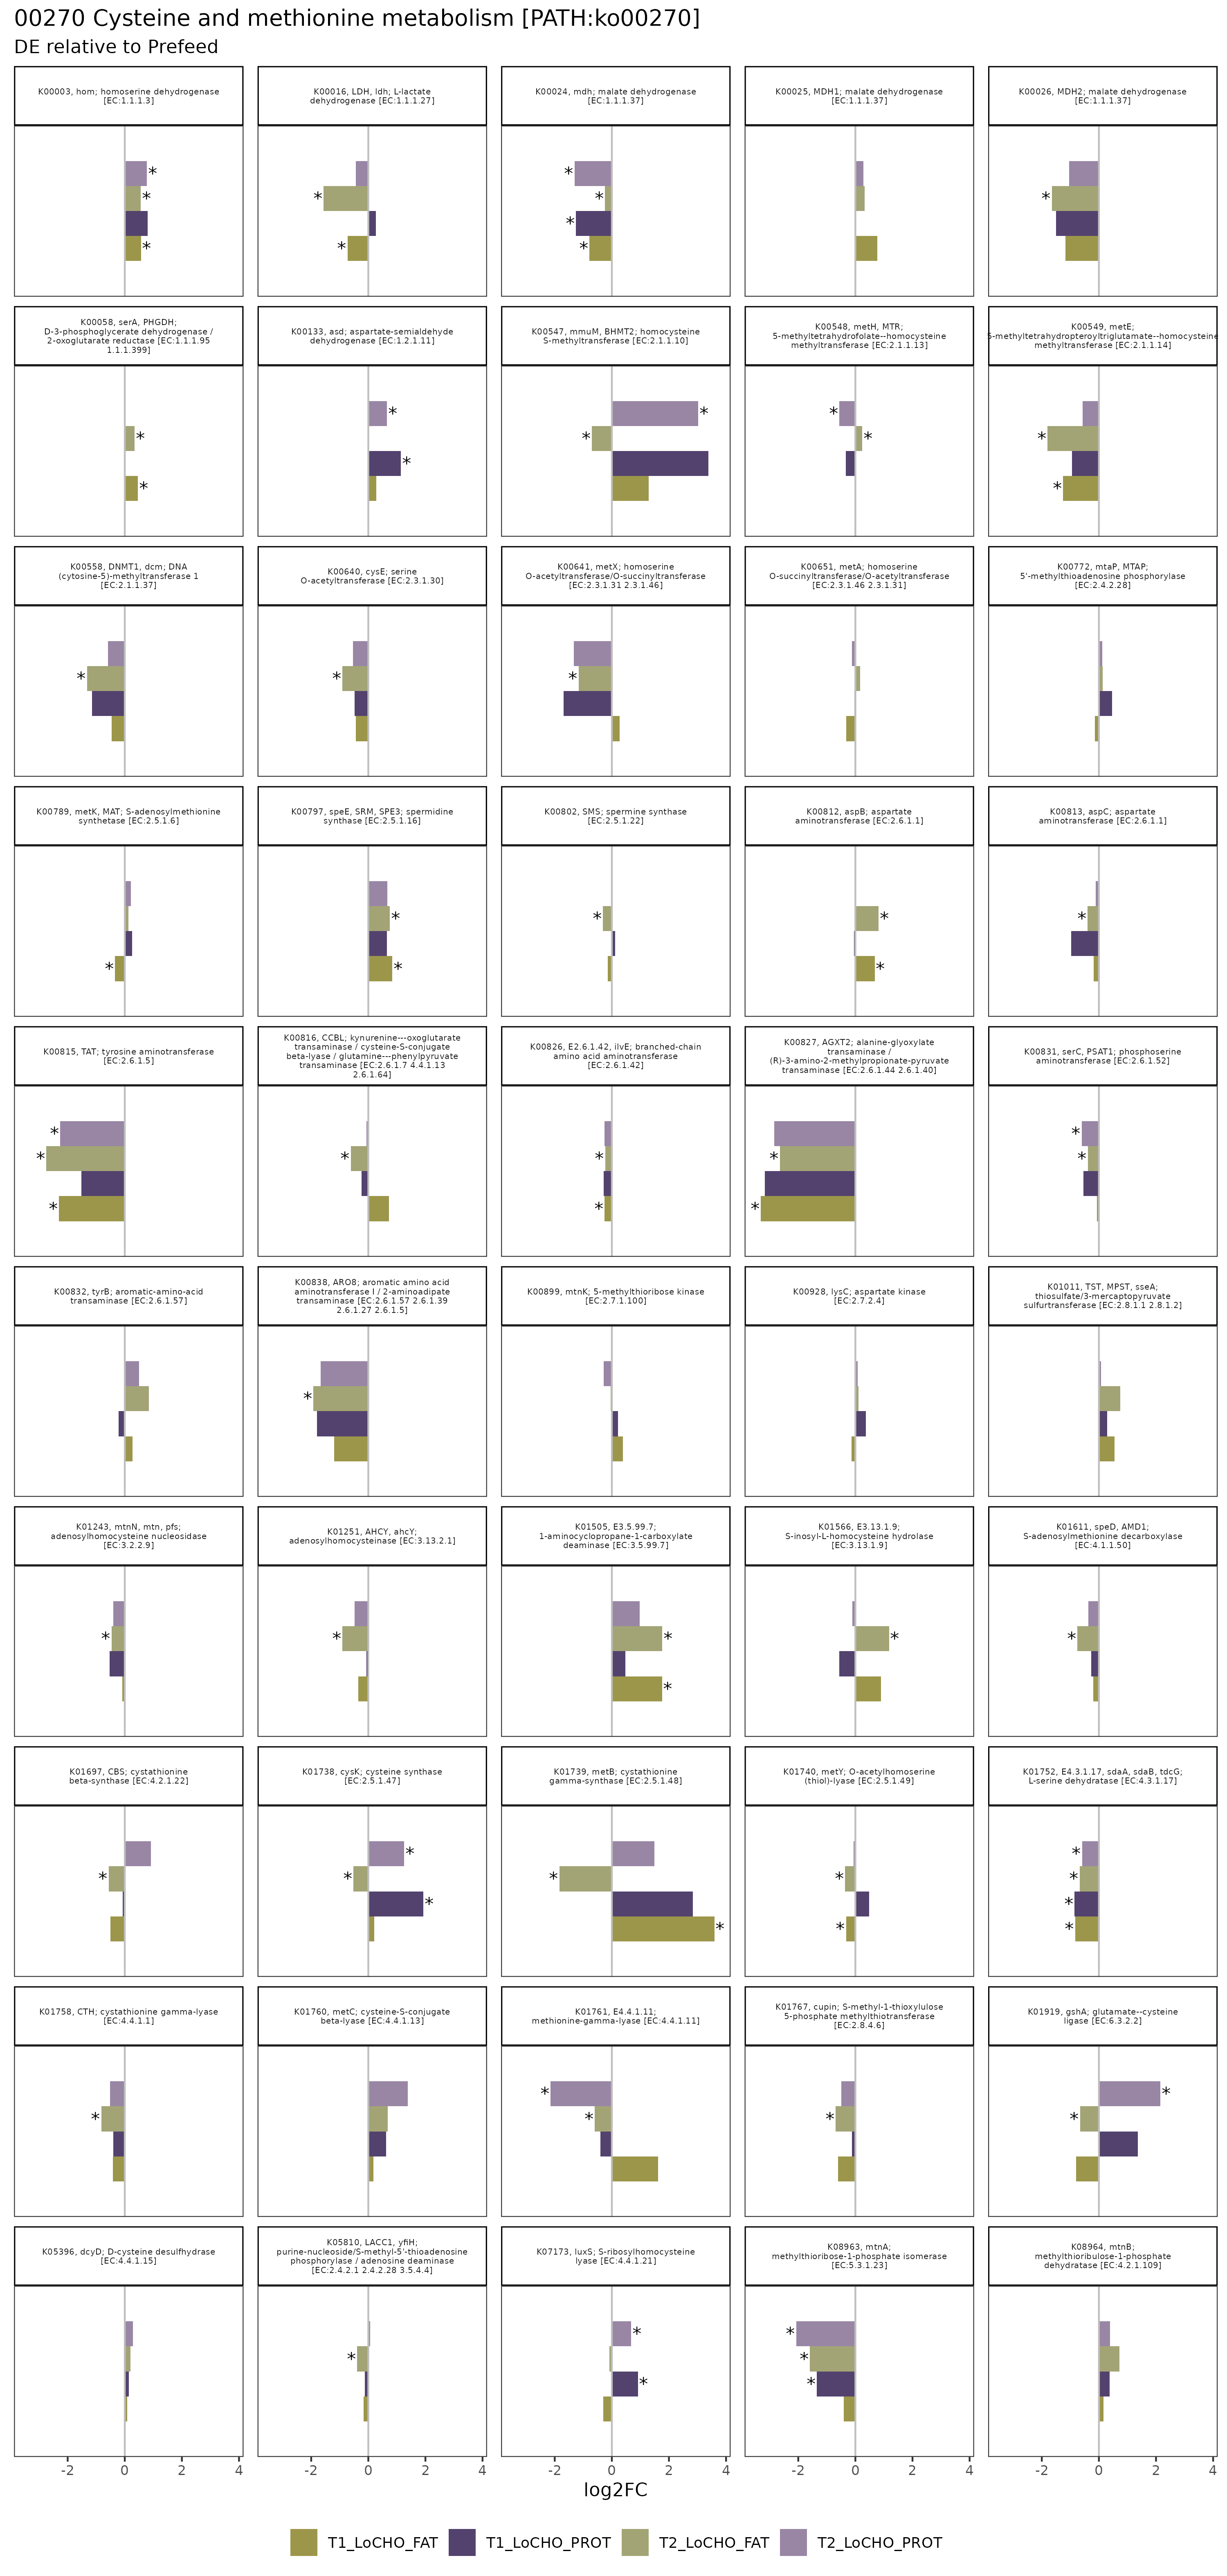 00270 Cysteine and methionine metabolism [PATH:ko00270]
DE relative to Prefeed
K00003, hom; homoserine dehydrogenase
[EC:1.1.1.3]
K00016, LDH, ldh; L-lactate
dehydrogenase [EC:1.1.1.27]
K00024, mdh; malate dehydrogenase
[EC:1.1.1.37]
K00025, MDH1; malate dehydrogenase
[EC:1.1.1.37]
K00026, MDH2; malate dehydrogenase
[EC:1.1.1.37]
* * *
* *
* * * *
*
K00058, serA, PHGDH;
D-3-phosphoglycerate dehydrogenase /
2-oxoglutarate reductase [EC:1.1.1.95
1.1.1.399]
K00133, asd; aspartate-semialdehyde
dehydrogenase [EC:1.2.1.11]
K00547, mmuM, BHMT2; homocysteine
S-methyltransferase [EC:2.1.1.10]
K00548, metH, MTR;
5-methyltetrahydrofolate--homocysteine
methyltransferase [EC:2.1.1.13]
K00549, metE;
5-methyltetrahydropteroyltriglutamate--homocysteine
methyltransferase [EC:2.1.1.14]
* *
* *
* *
* *
* *
K00558, DNMT1, dcm; DNA
(cytosine-5)-methyltransferase 1
[EC:2.1.1.37]
K00640, cysE; serine
O-acetyltransferase [EC:2.3.1.30]
K00641, metX; homoserine
O-acetyltransferase/O-succinyltransferase
[EC:2.3.1.31 2.3.1.46]
K00651, metA; homoserine
O-succinyltransferase/O-acetyltransferase
[EC:2.3.1.46 2.3.1.31]
K00772, mtaP, MTAP;
5'-methylthioadenosine phosphorylase
[EC:2.4.2.28]
*
*
*
K00789, metK, MAT; S-adenosylmethionine
synthetase [EC:2.5.1.6]
K00797, speE, SRM, SPE3; spermidine
synthase [EC:2.5.1.16]
K00802, SMS; spermine synthase
[EC:2.5.1.22]
K00812, aspB; aspartate
aminotransferase [EC:2.6.1.1]
K00813, aspC; aspartate
aminotransferase [EC:2.6.1.1]
*
* *
*
* *
*
K00815, TAT; tyrosine aminotransferase
[EC:2.6.1.5]
K00816, CCBL; kynurenine---oxoglutarate
transaminase / cysteine-S-conjugate
beta-lyase / glutamine---phenylpyruvate
transaminase [EC:2.6.1.7 4.4.1.13
2.6.1.64]
K00826, E2.6.1.42, ilvE; branched-chain
amino acid aminotransferase
[EC:2.6.1.42]
K00827, AGXT2; alanine-glyoxylate
transaminase /
(R)-3-amino-2-methylpropionate-pyruvate
transaminase [EC:2.6.1.44 2.6.1.40]
K00831, serC, PSAT1; phosphoserine
aminotransferase [EC:2.6.1.52]
* * *
*
* *
* *
* *
K00832, tyrB; aromatic-amino-acid
transaminase [EC:2.6.1.57]
K00838, ARO8; aromatic amino acid
aminotransferase I / 2-aminoadipate
transaminase [EC:2.6.1.57 2.6.1.39
2.6.1.27 2.6.1.5]
K00899, mtnK; 5-methylthioribose kinase
[EC:2.7.1.100]
K00928, lysC; aspartate kinase
[EC:2.7.2.4]
K01011, TST, MPST, sseA;
thiosulfate/3-mercaptopyruvate
sulfurtransferase [EC:2.8.1.1 2.8.1.2]
*
K01243, mtnN, mtn, pfs;
adenosylhomocysteine nucleosidase
[EC:3.2.2.9]
K01251, AHCY, ahcY;
adenosylhomocysteinase [EC:3.13.2.1]
K01505, E3.5.99.7;
1-aminocyclopropane-1-carboxylate
deaminase [EC:3.5.99.7]
K01566, E3.13.1.9;
S-inosyl-L-homocysteine hydrolase
[EC:3.13.1.9]
K01611, speD, AMD1;
S-adenosylmethionine decarboxylase
[EC:4.1.1.50]
*
*
* *
*
*
K01697, CBS; cystathionine
beta-synthase [EC:4.2.1.22]
K01738, cysK; cysteine synthase
[EC:2.5.1.47]
K01739, metB; cystathionine
gamma-synthase [EC:2.5.1.48]
K01740, metY; O-acetylhomoserine
(thiol)-lyase [EC:2.5.1.49]
K01752, E4.3.1.17, sdaA, sdaB, tdcG;
L-serine dehydratase [EC:4.3.1.17]
*
* * *
* *
* *
* * * *
K01758, CTH; cystathionine gamma-lyase
[EC:4.4.1.1]
K01760, metC; cysteine-S-conjugate
beta-lyase [EC:4.4.1.13]
K01761, E4.4.1.11;
methionine-gamma-lyase [EC:4.4.1.11]
K01767, cupin; S-methyl-1-thioxylulose
5-phosphate methylthiotransferase
[EC:2.8.4.6]
K01919, gshA; glutamate--cysteine
ligase [EC:6.3.2.2]
*
* *
*
* *
K05396, dcyD; D-cysteine desulfhydrase
[EC:4.4.1.15]
K05810, LACC1, yfiH;
purine-nucleoside/S-methyl-5'-thioadenosine
phosphorylase / adenosine deaminase
[EC:2.4.2.1 2.4.2.28 3.5.4.4]
K07173, luxS; S-ribosylhomocysteine
lyase [EC:4.4.1.21]
K08963, mtnA;
methylthioribose-1-phosphate isomerase
[EC:5.3.1.23]
K08964, mtnB;
methylthioribulose-1-phosphate
dehydratase [EC:4.2.1.109]
*
* *
* * *
-2 0 2 4 -2 0 2 4 -2 0 2 4 -2 0 2 4 -2 0 2 4
log2FC
T1_LoCHO_FAT T1_LoCHO_PROT T2_LoCHO_FAT T2_LoCHO_PROT